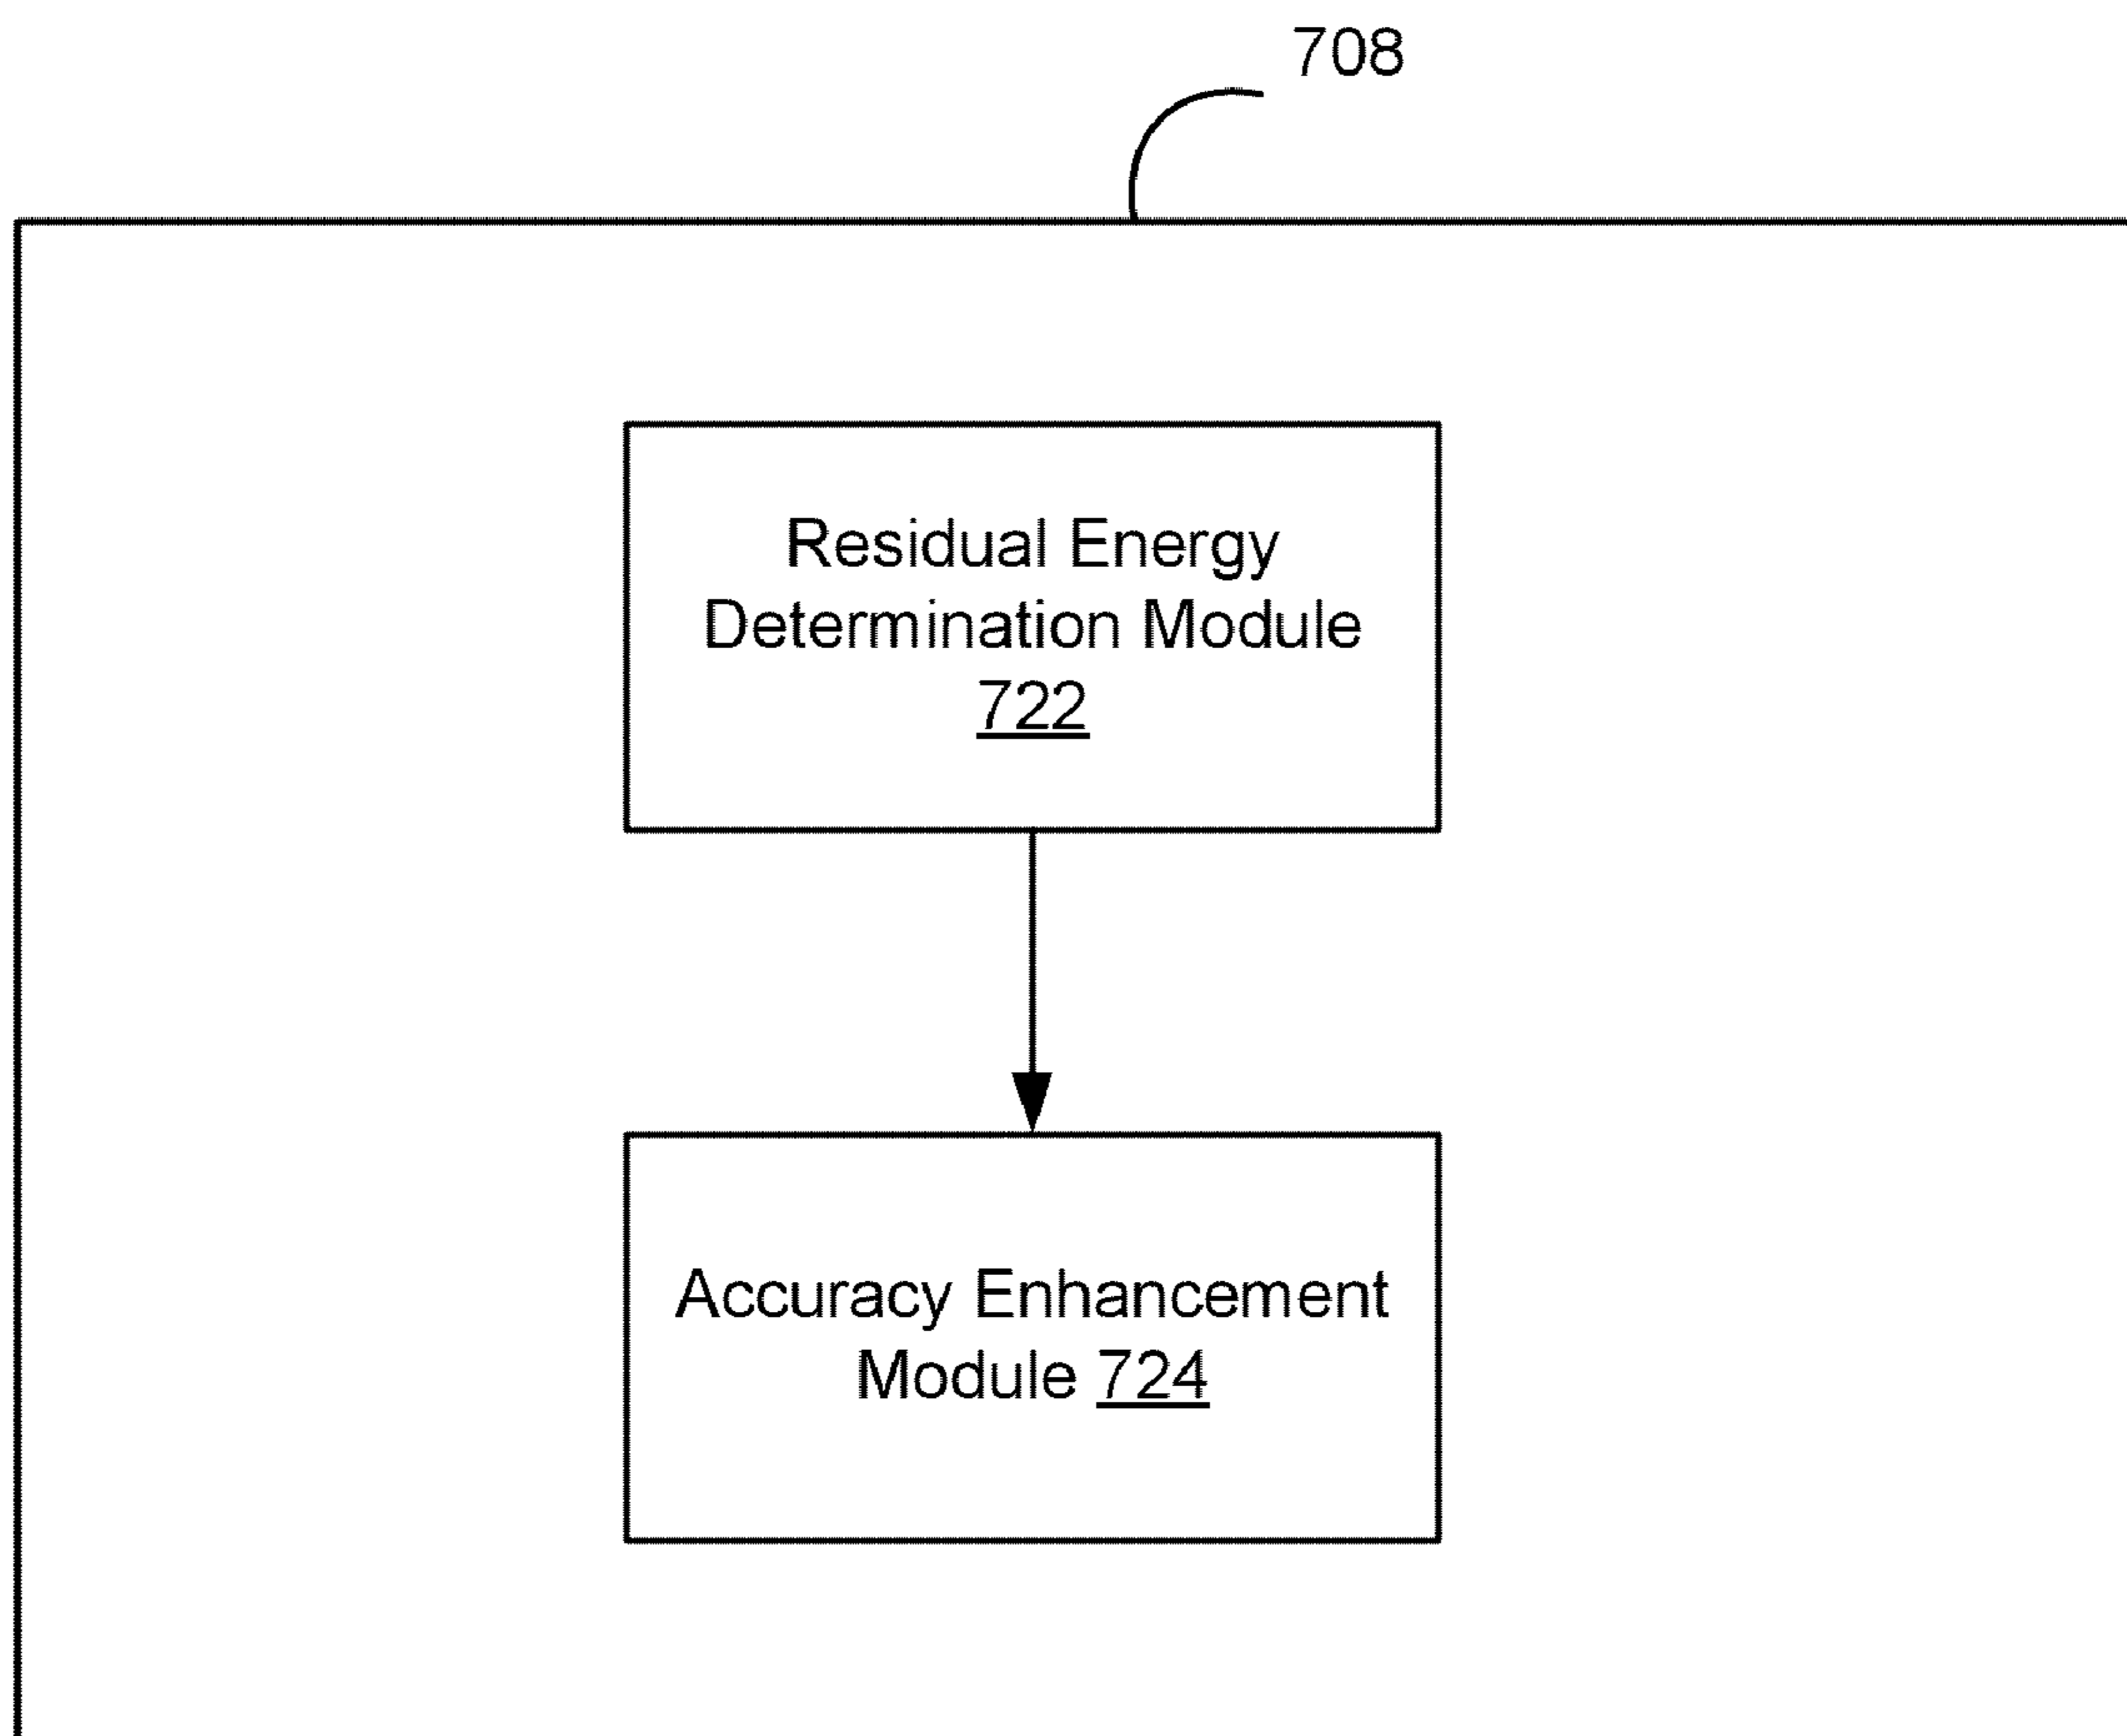 708
Residual Energy
Determination Module
722
Accuracy Enhancement
Module 724